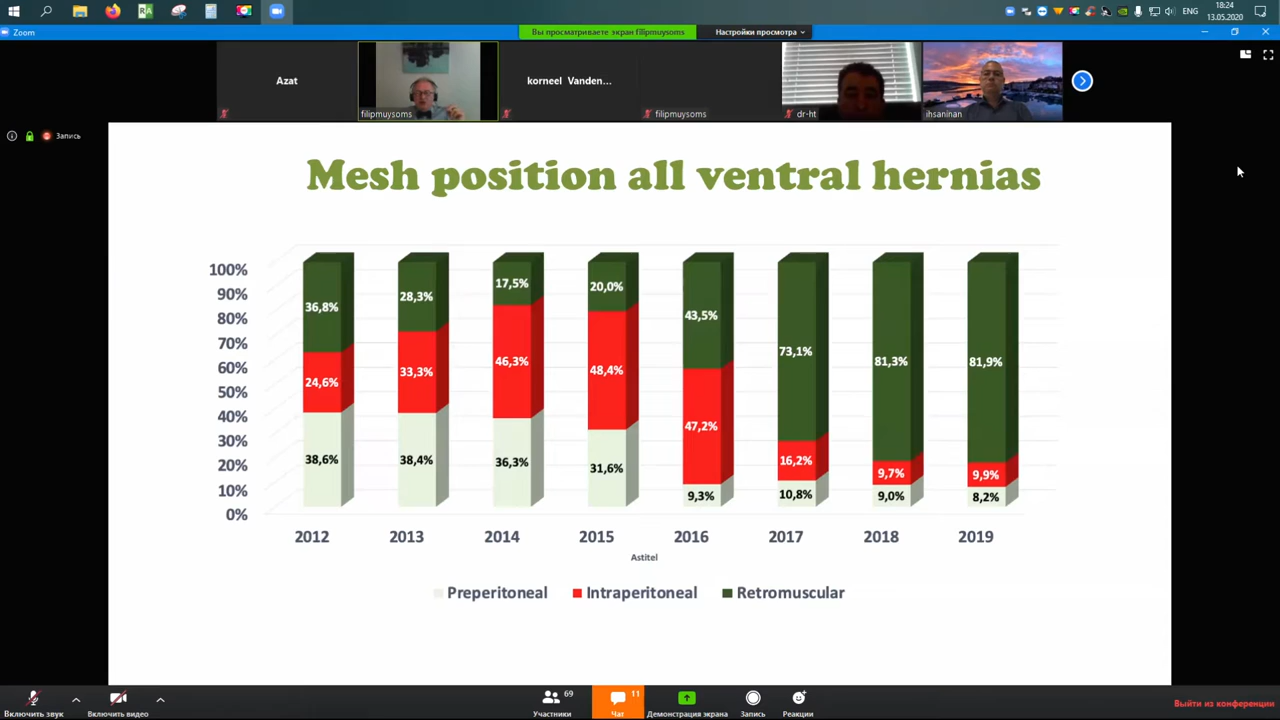 18:24
ENG
13.05.2020
Zoom
Вы просматриваете экран filipmuysoms
Настройки просмотра
Azat
filipmuysoms
korneel Vanden...
filipmuysoms
dr-ht
ihsaninan
Запись
Mesh position all ventral hernias
100%
90%
80%
70%
60%
50%
40%
30%
20%
10%
0%
36,8% 28,3% 17,5% 20,0% 43,5% 73,1% 81,3% 81,9%
24,6% 33,3% 46,3% 48,4% 47,2% 16,2% 9,7% 9,9%
38,6% 38,4% 36,3% 31,6% 9,3% 10,8% 9,0% 8,2%
2012 2013 2014 2015 2016 2017 2018 2019
Astitel
Preperitoneal Intraperitoneal Retromuscular
69
11
Включить звук
Включить видео
Участники
Чат
Демонстрация экрана
Запись
Реакции
Выйти из конференции